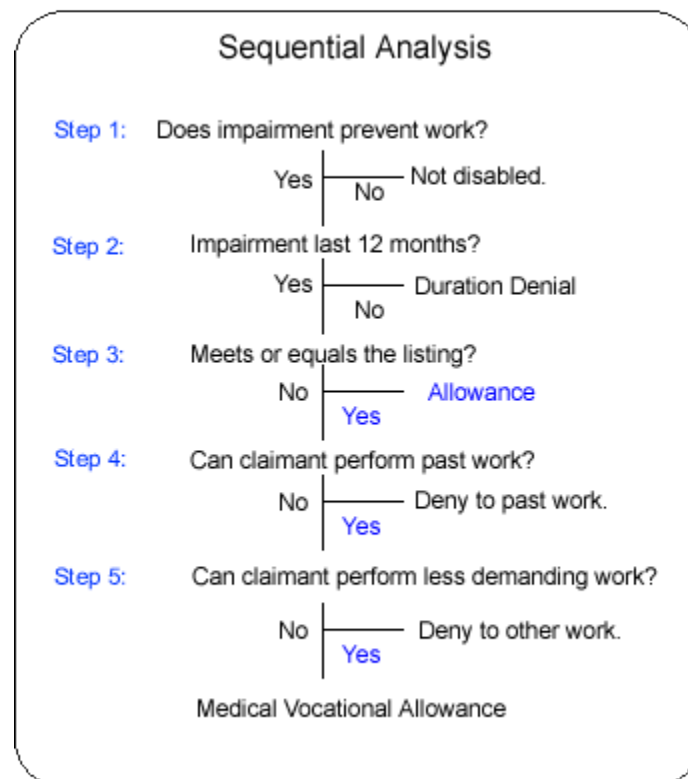 Sequential Analysis
Step 1: Does impairment prevent work?
Yes Not disabled.
No
Step 2: Impairment last 12 months?
Yes Duration Denial
No
Step 3: Meets or equals the listing?
No Allowance
Yes
Step 4: Can claimant perform past work?
No Deny to past work.
Yes
Step 5: Can claimant perform less demanding work?
No Deny to other work.
Yes
Medical Vocational Allowance